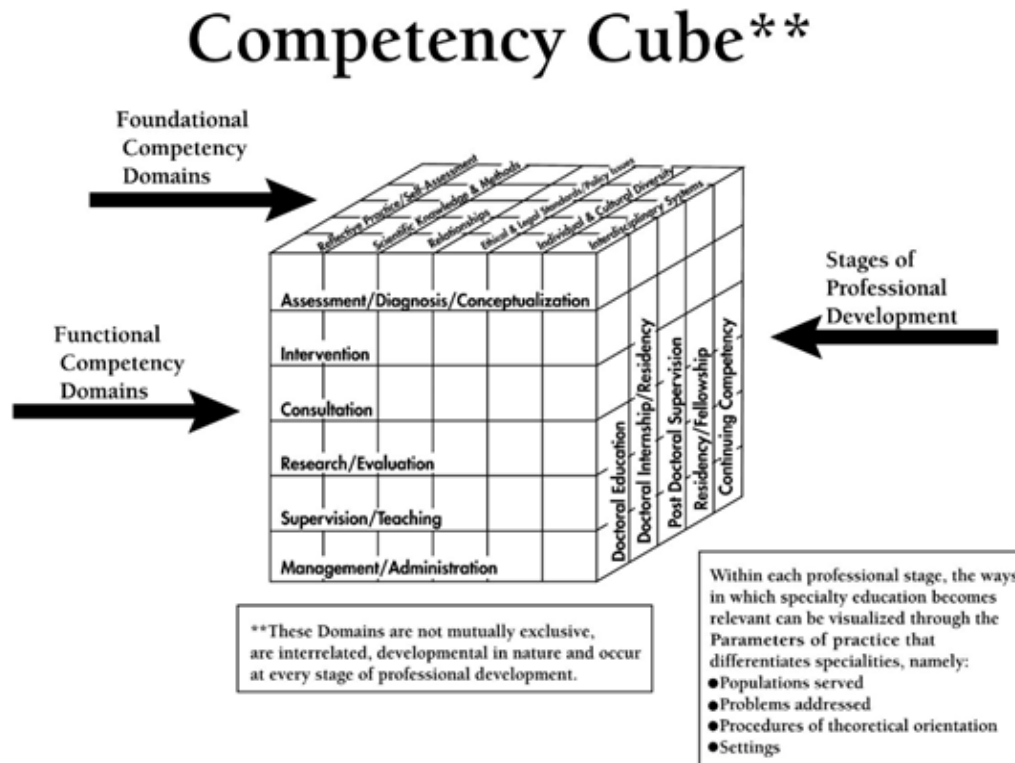 Competency Cube**
Foundational
Competency
Domains
Reflective Practice/Self-Assessment
Scientific Knowledge & Methods
Relationships
Ethical & Legal Standards/Policy Issues
Individual & Cultural Diversity
Interdisciplinary Systems
Functional
Competency
Domains
Assessment/Diagnosis/Conceptualization
Intervention
Consultation
Research/Evaluation
Supervision/Teaching
Management/Administration
Stages of
Professional
Development
Doctoral Education
Doctoral Internship/Residency
Post Doctoral Supervision
Residency/Fellowship
Continuing Competency
**These Domains are not mutually exclusive,
are interrelated, developmental in nature and occur
at every stage of professional development.
Within each professional stage, the ways
in which specialty education becomes
relevant can be visualized through the
Parameters of practice that
differentiates specialities, namely:
●Populations served
●Problems addressed
●Procedures of theoretical orientation
●Settings